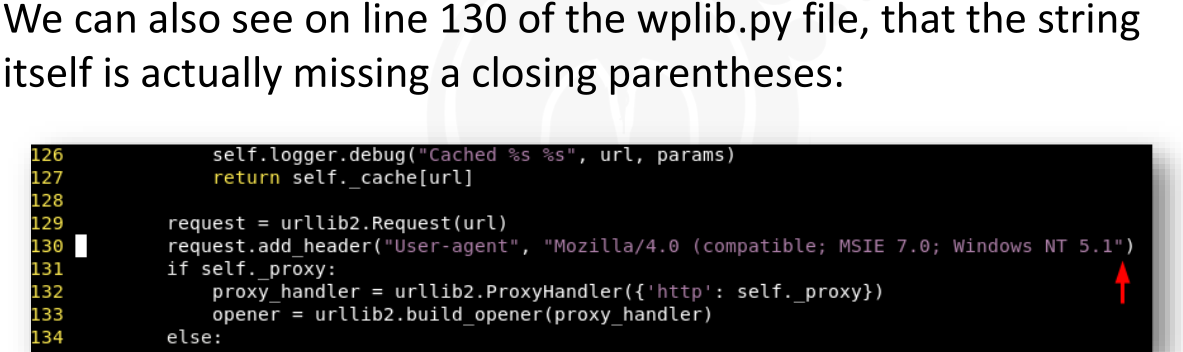 We can also see on line 130 of the wplib.py file, that the string
itself is actually missing a closing parentheses:
126             self.logger.debug("Cached %s %s", url, params)
127             return self._cache[url]
128
129         request = urllib2.Request(url)
130         request.add_header("User-agent", "Mozilla/4.0 (compatible; MSIE 7.0; Windows NT 5.1")
131         if self._proxy:
132             proxy_handler = urllib2.ProxyHandler({'http': self._proxy})
133             opener = urllib2.build_opener(proxy_handler)
134         else: